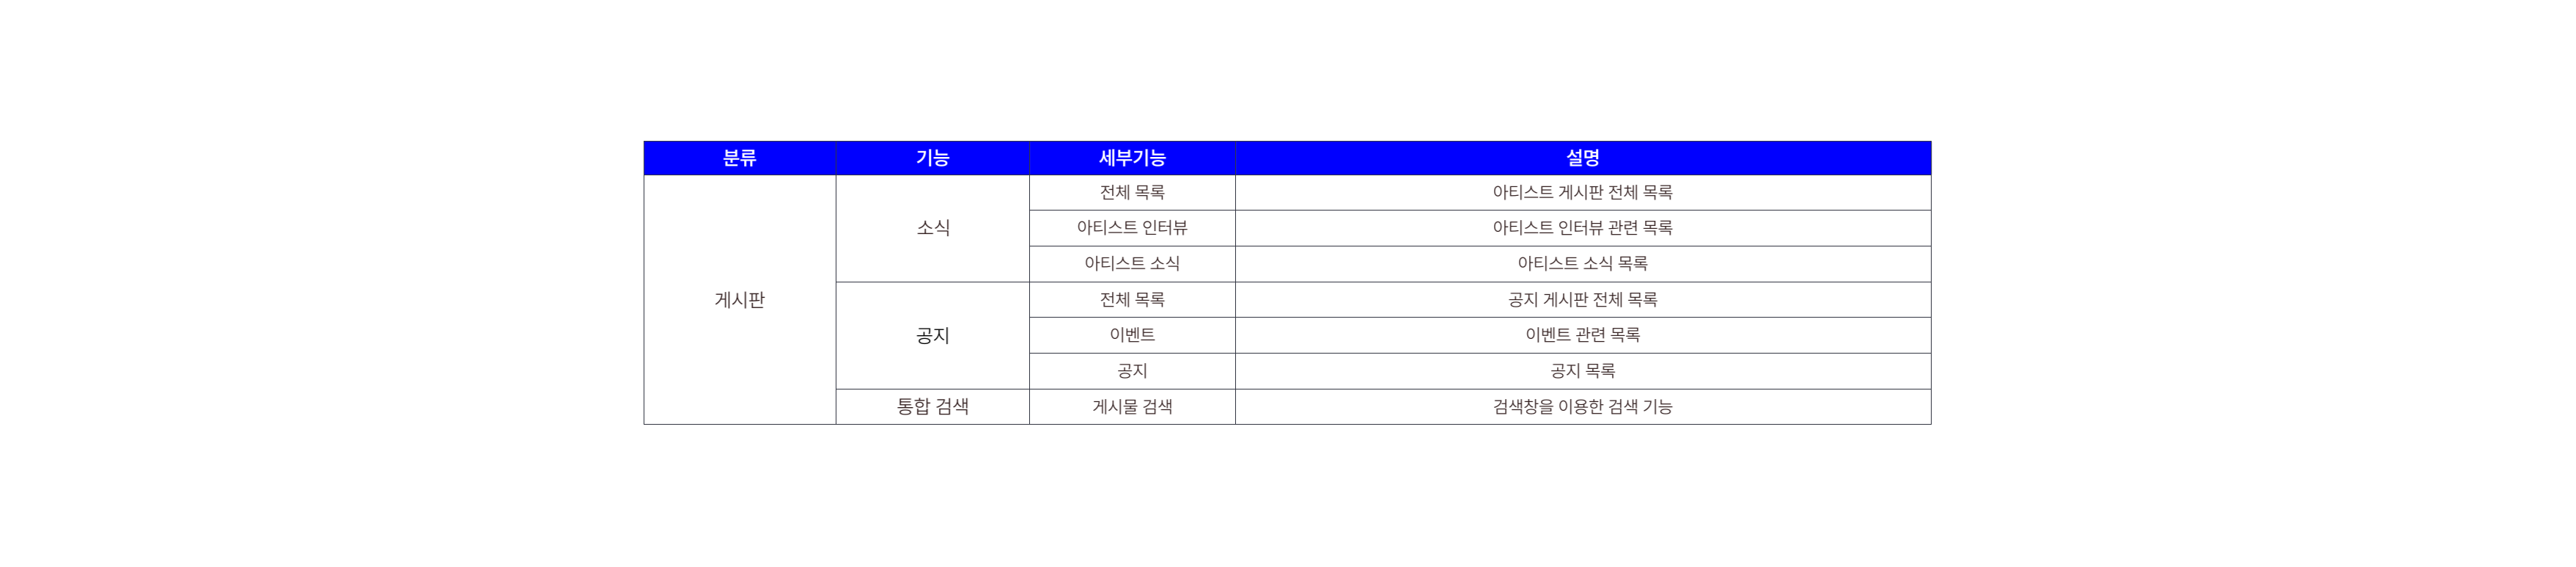 분류 기능 세부기능 설명
게시판 소식 전체 목록 아티스트 게시판 전체 목록
아티스트 인터뷰 아티스트 인터뷰 관련 목록
아티스트 소식 아티스트 소식 목록
공지 전체 목록 공지 게시판 전체 목록
이벤트 이벤트 관련 목록
공지 공지 목록
통합 검색 게시물 검색 검색창을 이용한 검색 기능